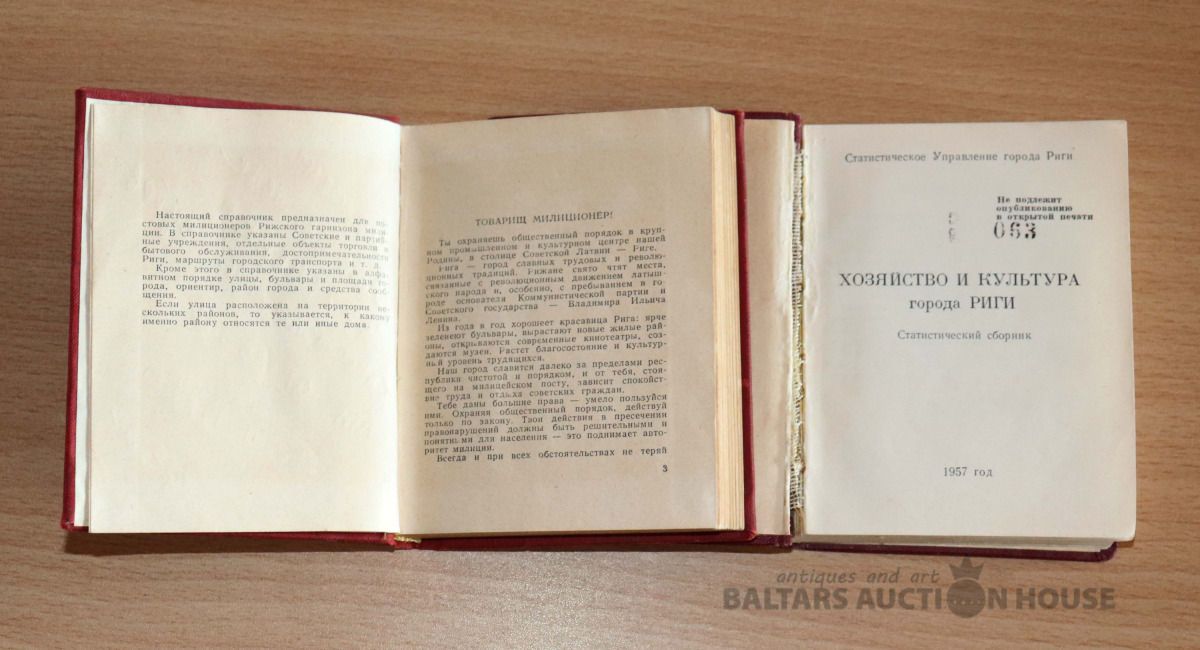 Настоящий справочник предназначен для по-
стовых милиционеров Рижского гарнизона мили-
ции. В справочнике указаны Советские и партий-
ные учреждения, отдельные объекты торговли и
бытового обслуживания, достопримечательности
Риги, маршруты городского транспорта и т. д.
Кроме этого в справочнике указаны в алфа-
витном порядке улицы, бульвары и площади го-
рода, ориентир, район города и средства сооб-
щения.
Если улица расположена на территории не-
скольких районов, то указывается, к какому
именно району относятся те или иные дома.
ТОВАРИЩ МИЛИЦИОНЕР!
Ты охраняешь общественный порядок в круп-
ном промышленном и культурном центре нашей
Родины, в столице Советской Латвии — Риге.
Рига — город славных трудовых и револю-
ционных традиций. Рижане свято чтят места,
связанные с революционным движением латыш-
ского народа и, особенно, с пребыванием в го-
роде основателя Коммунистической партии и
Советского государства — Владимира Ильича
Ленина.
Из года в год хорошеет красавица Рига: ярче
зеленеют бульвары, вырастают новые жилые рай-
оны, открываются современные кинотеатры, соз-
даются музеи. Растет благосостояние и культур-
ный уровень трудящихся.
Наш город славится далеко за пределами рес-
публики чистотой и порядком, и от тебя, стоя-
щего на милицейском посту, зависит спокойст-
вие труда и отдыха советских граждан.
Тебе даны большие права — умело пользуйся
ими. Охраняя общественный порядок, действуй
только по закону. Твои действия в пресечении
правонарушений должны быть решительными и
понятными для населения — это поднимает авто-
ритет милиции.
Всегда и при всех обстоятельствах не теряй
3
Статистическое Управление города Риги
Не подлежит
опубликованию
в открытой печати
063
ХОЗЯЙСТВО И КУЛЬТУРА
города РИГИ
Статистический сборник
1957 год
antiques and art
BALTARS AUCTION HOUSE